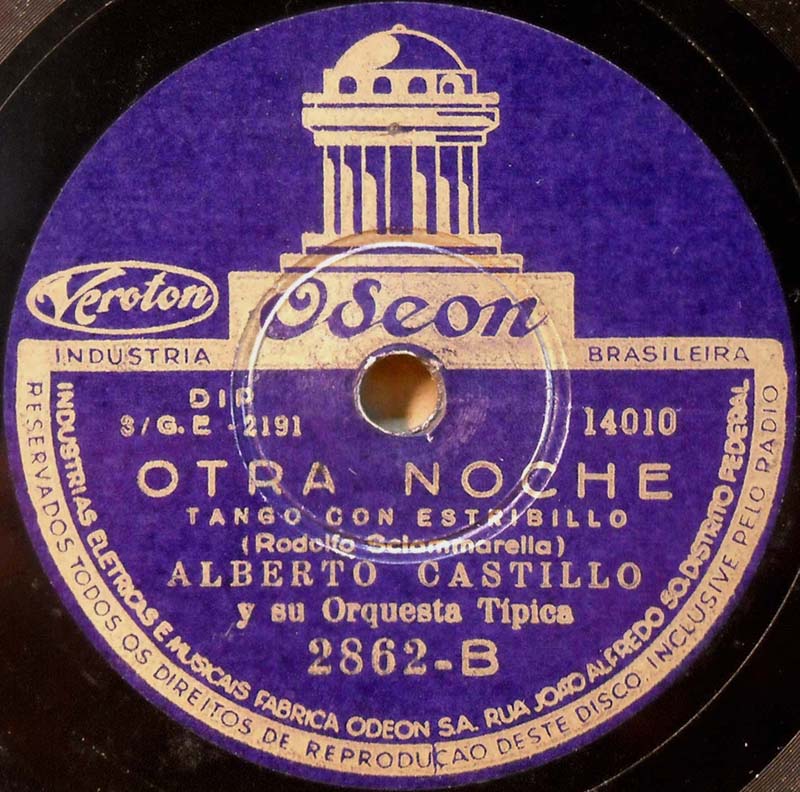 Veroton
Odeon
INDUSTRIA BRASILEIRA
DIP
3/G.E-2191
14010
OTRA NOCHE
TANGO CON ESTRIBILLO
(Rodolfo Sciammarella)
ALBERTO CASTILLO
y su Orquesta Típica
2862-B
INDUSTRIAS ELETRICAS E MUSICAIS FABRICA ODEON S.A. RUA JOÃO ALFREDO 50.DISTRITO FEDERAL
RESERVADOS TODOS OS DIREITOS DE REPRODUÇAO DESTE DISCO, INCLUSIVE PELO RADIO